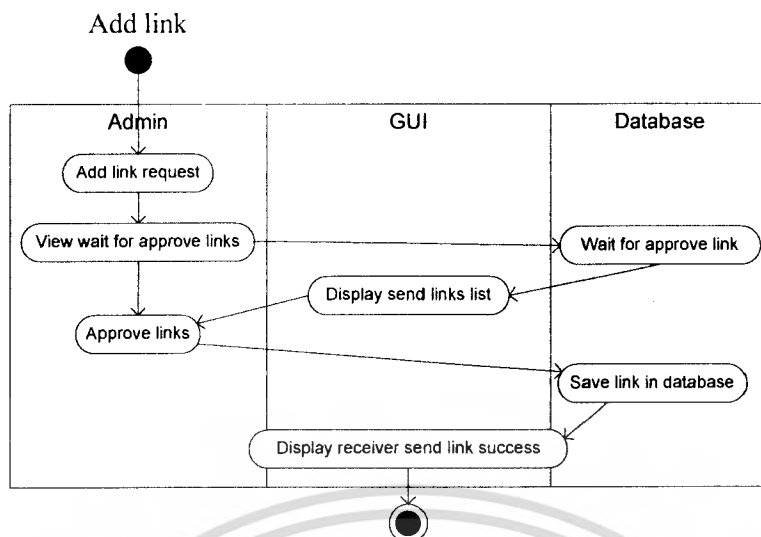 Add link
Admin
GUI
Database
Add link request
View wait for approve links
Wait for approve link
Display send links list
Approve links
Save link in database
Display receiver send link success